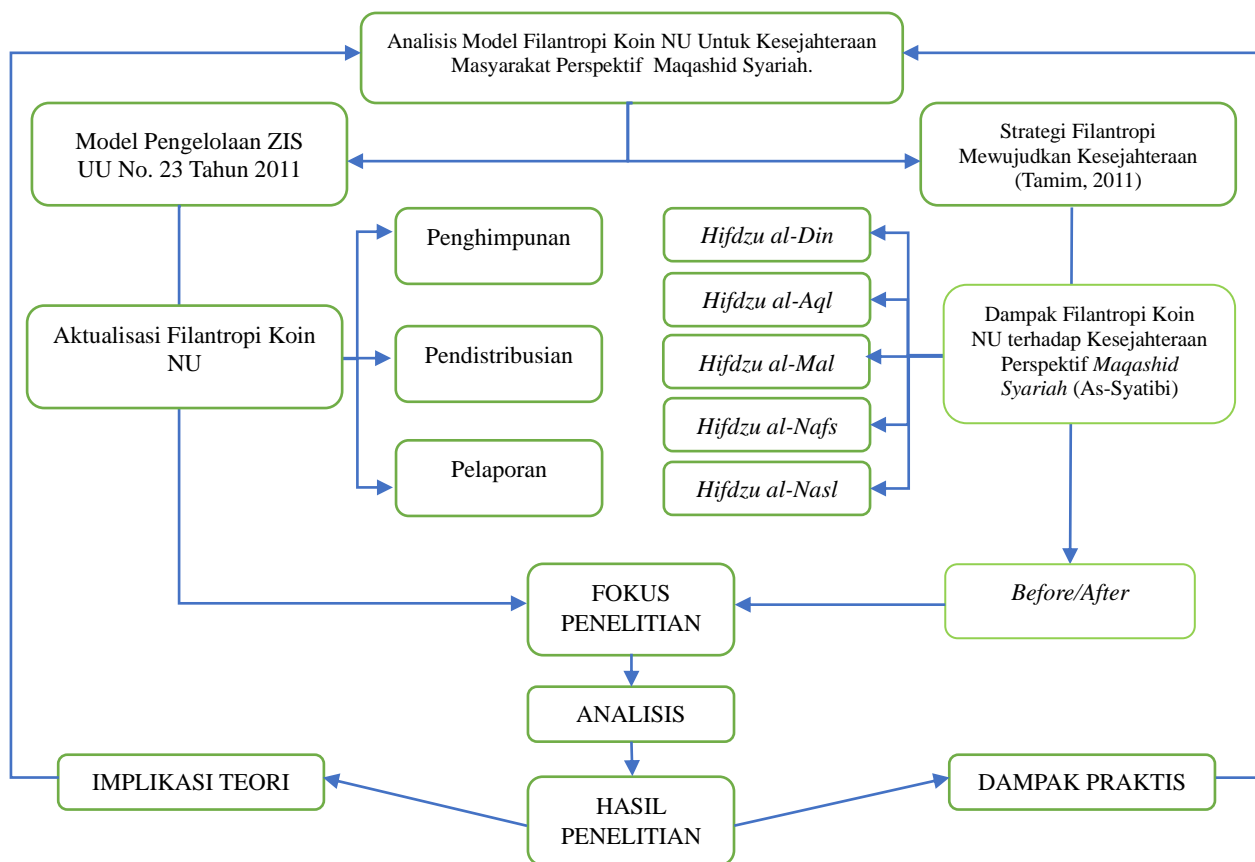 Analisis Model Filantropi Koin NU Untuk Kesejahteraan
Masyarakat Perspektif Maqashid Syariah.
Model Pengelolaan ZIS
UU No. 23 Tahun 2011
Strategi Filantropi
Mewujudkan Kesejahteraan
(Tamim, 2011)
Penghimpunan
Hifdzu al-Din
Aktualisasi Filantropi Koin
NU
Hifdzu al-Aql
Dampak Filantropi Koin
NU terhadap Kesejahteraan
Perspektif Maqashid
Syariah (As-Syatibi)
Pendistribusian
Hifdzu al-Mal
Hifdzu al-Nafs
Pelaporan
Hifdzu al-Nasl
FOKUS
PENELITIAN
Before/After
ANALISIS
IMPLIKASI TEORI
HASIL
PENELITIAN
DAMPAK PRAKTIS